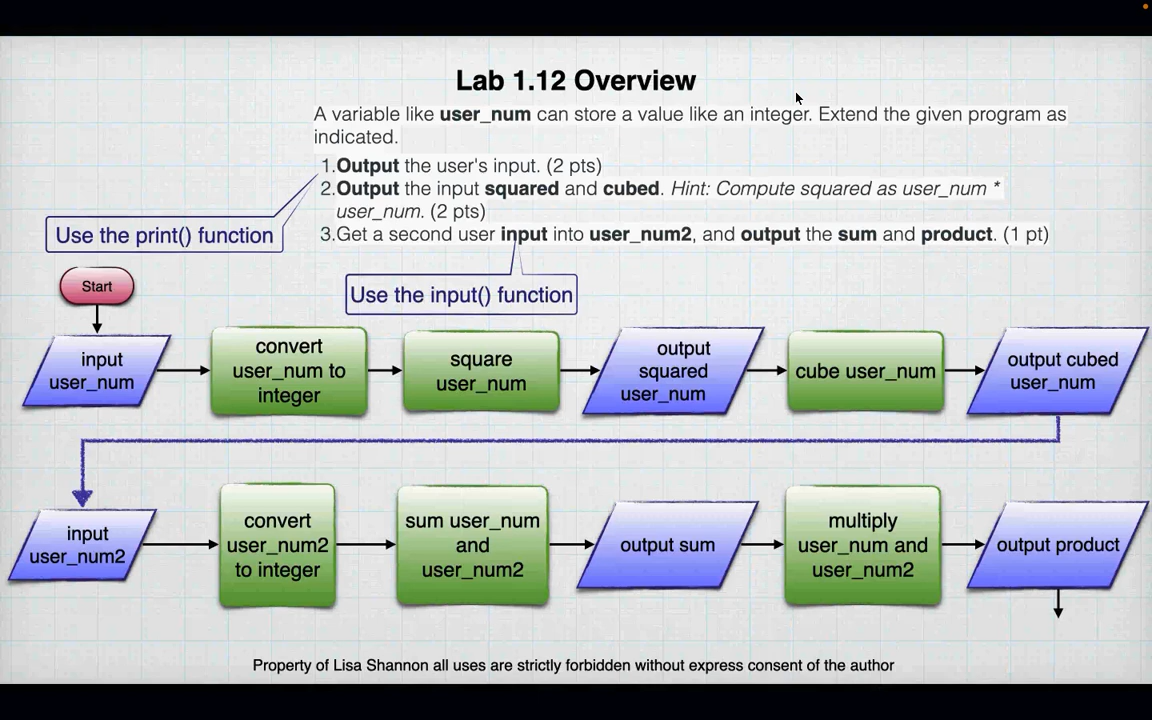 Lab 1.12 Overview
A variable like user_num can store a value like an integer. Extend the given program as
indicated.
1.Output the user's input. (2 pts)
2.Output the input squared and cubed. Hint: Compute squared as user_num *
user_num. (2 pts)
3.Get a second user input into user_num2, and output the sum and product. (1 pt)
Use the print() function
Use the input() function
Start
input
user_num
convert
user_num to
integer
square
user_num
output
squared
user_num
cube user_num
output cubed
user_num
input
user_num2
convert
user_num2
to integer
sum user_num
and
user_num2
output sum
multiply
user_num and
user_num2
output product
Property of Lisa Shannon all uses are strictly forbidden without express consent of the author